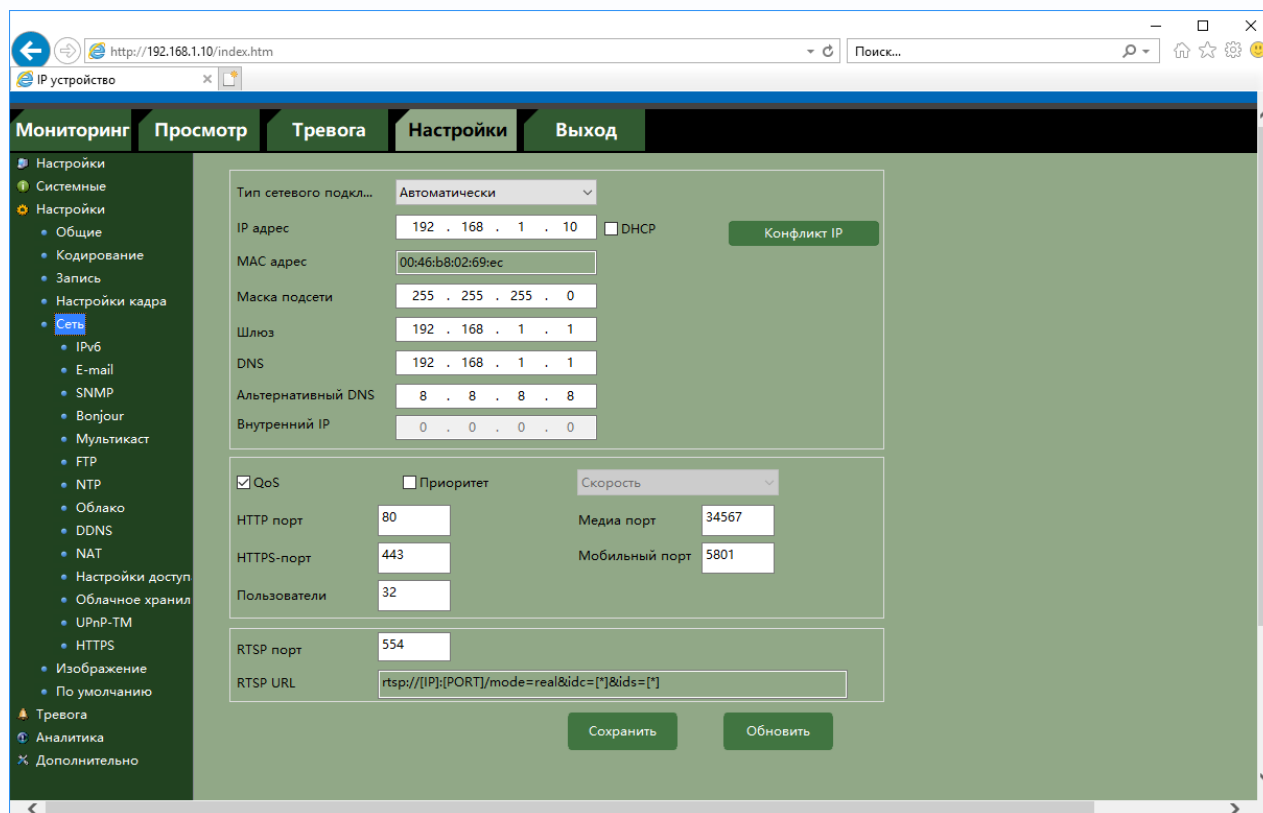 http://192.168.1.10/index.htm
Поиск...
IP устройство
Мониторинг Просмотр Тревога Настройки Выход
Настройки
Системные
Настройки
Общие
Кодирование
Запись
Настройки кадра
Сеть
IPv6
E-mail
SNMP
Bonjour
Мультикаст
FTP
NTP
Облако
DDNS
NAT
Настройки доступ
Облачное хранил
UPnP-TM
HTTPS
Изображение
По умолчанию
Тревога
Аналитика
Дополнительно
Тип сетевого подкл... Автоматически
IP адрес 192 . 168 . 1 . 10 DHCP Конфликт IP
MAC адрес 00:46:b8:02:69:ec
Маска подсети 255 . 255 . 255 . 0
Шлюз 192 . 168 . 1 . 1
DNS 192 . 168 . 1 . 1
Альтернативный DNS 8 . 8 . 8 . 8
Внутренний IP 0 . 0 . 0 . 0
QoS Приоритет Скорость
HTTP порт 80 Медиа порт 34567
HTTPS-порт 443 Мобильный порт 5801
Пользователи 32
RTSP порт 554
RTSP URL rtsp://[IP]:[PORT]/mode=real&idc=[*]&ids=[*]
Сохранить Обновить